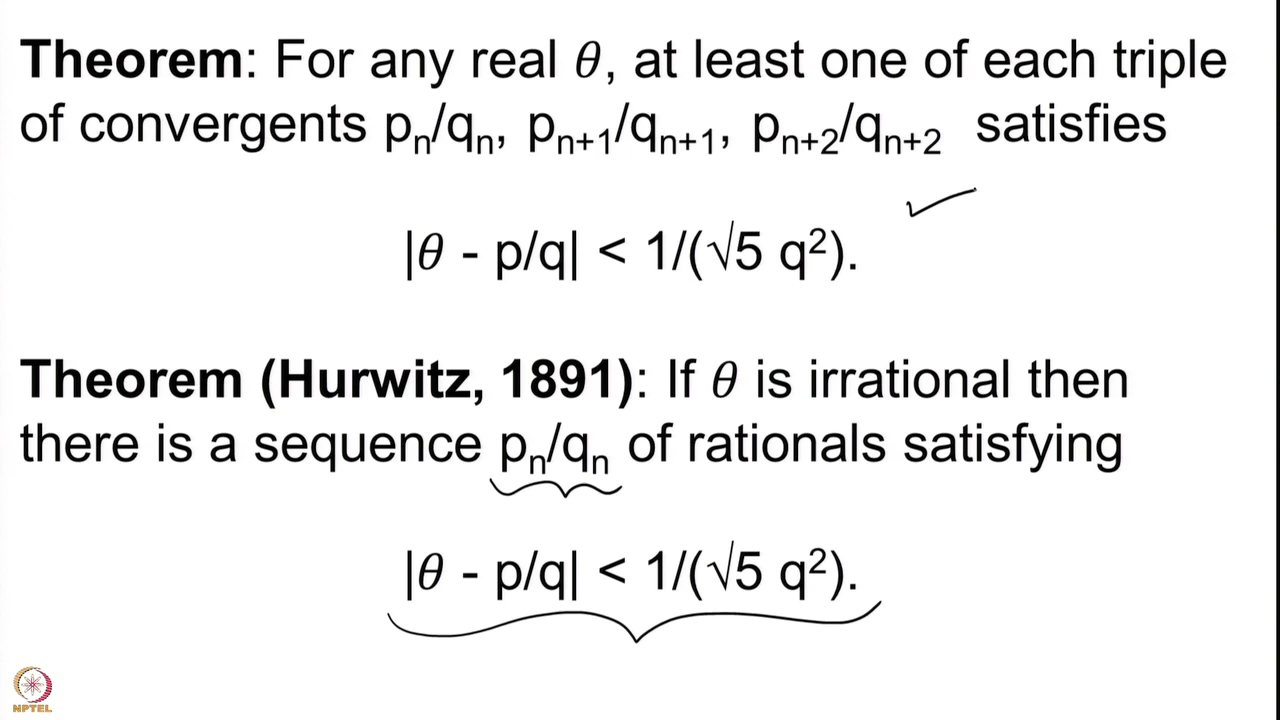 Theorem: For any real θ, at least one of each triple
of convergents pₙ/qₙ, pₙ₊₁/qₙ₊₁, pₙ₊₂/qₙ₊₂ satisfies
|θ - p/q| < 1/(√5 q²).
Theorem (Hurwitz, 1891): If θ is irrational then
there is a sequence pₙ/qₙ of rationals satisfying
|θ - p/q| < 1/(√5 q²).
NPTEL